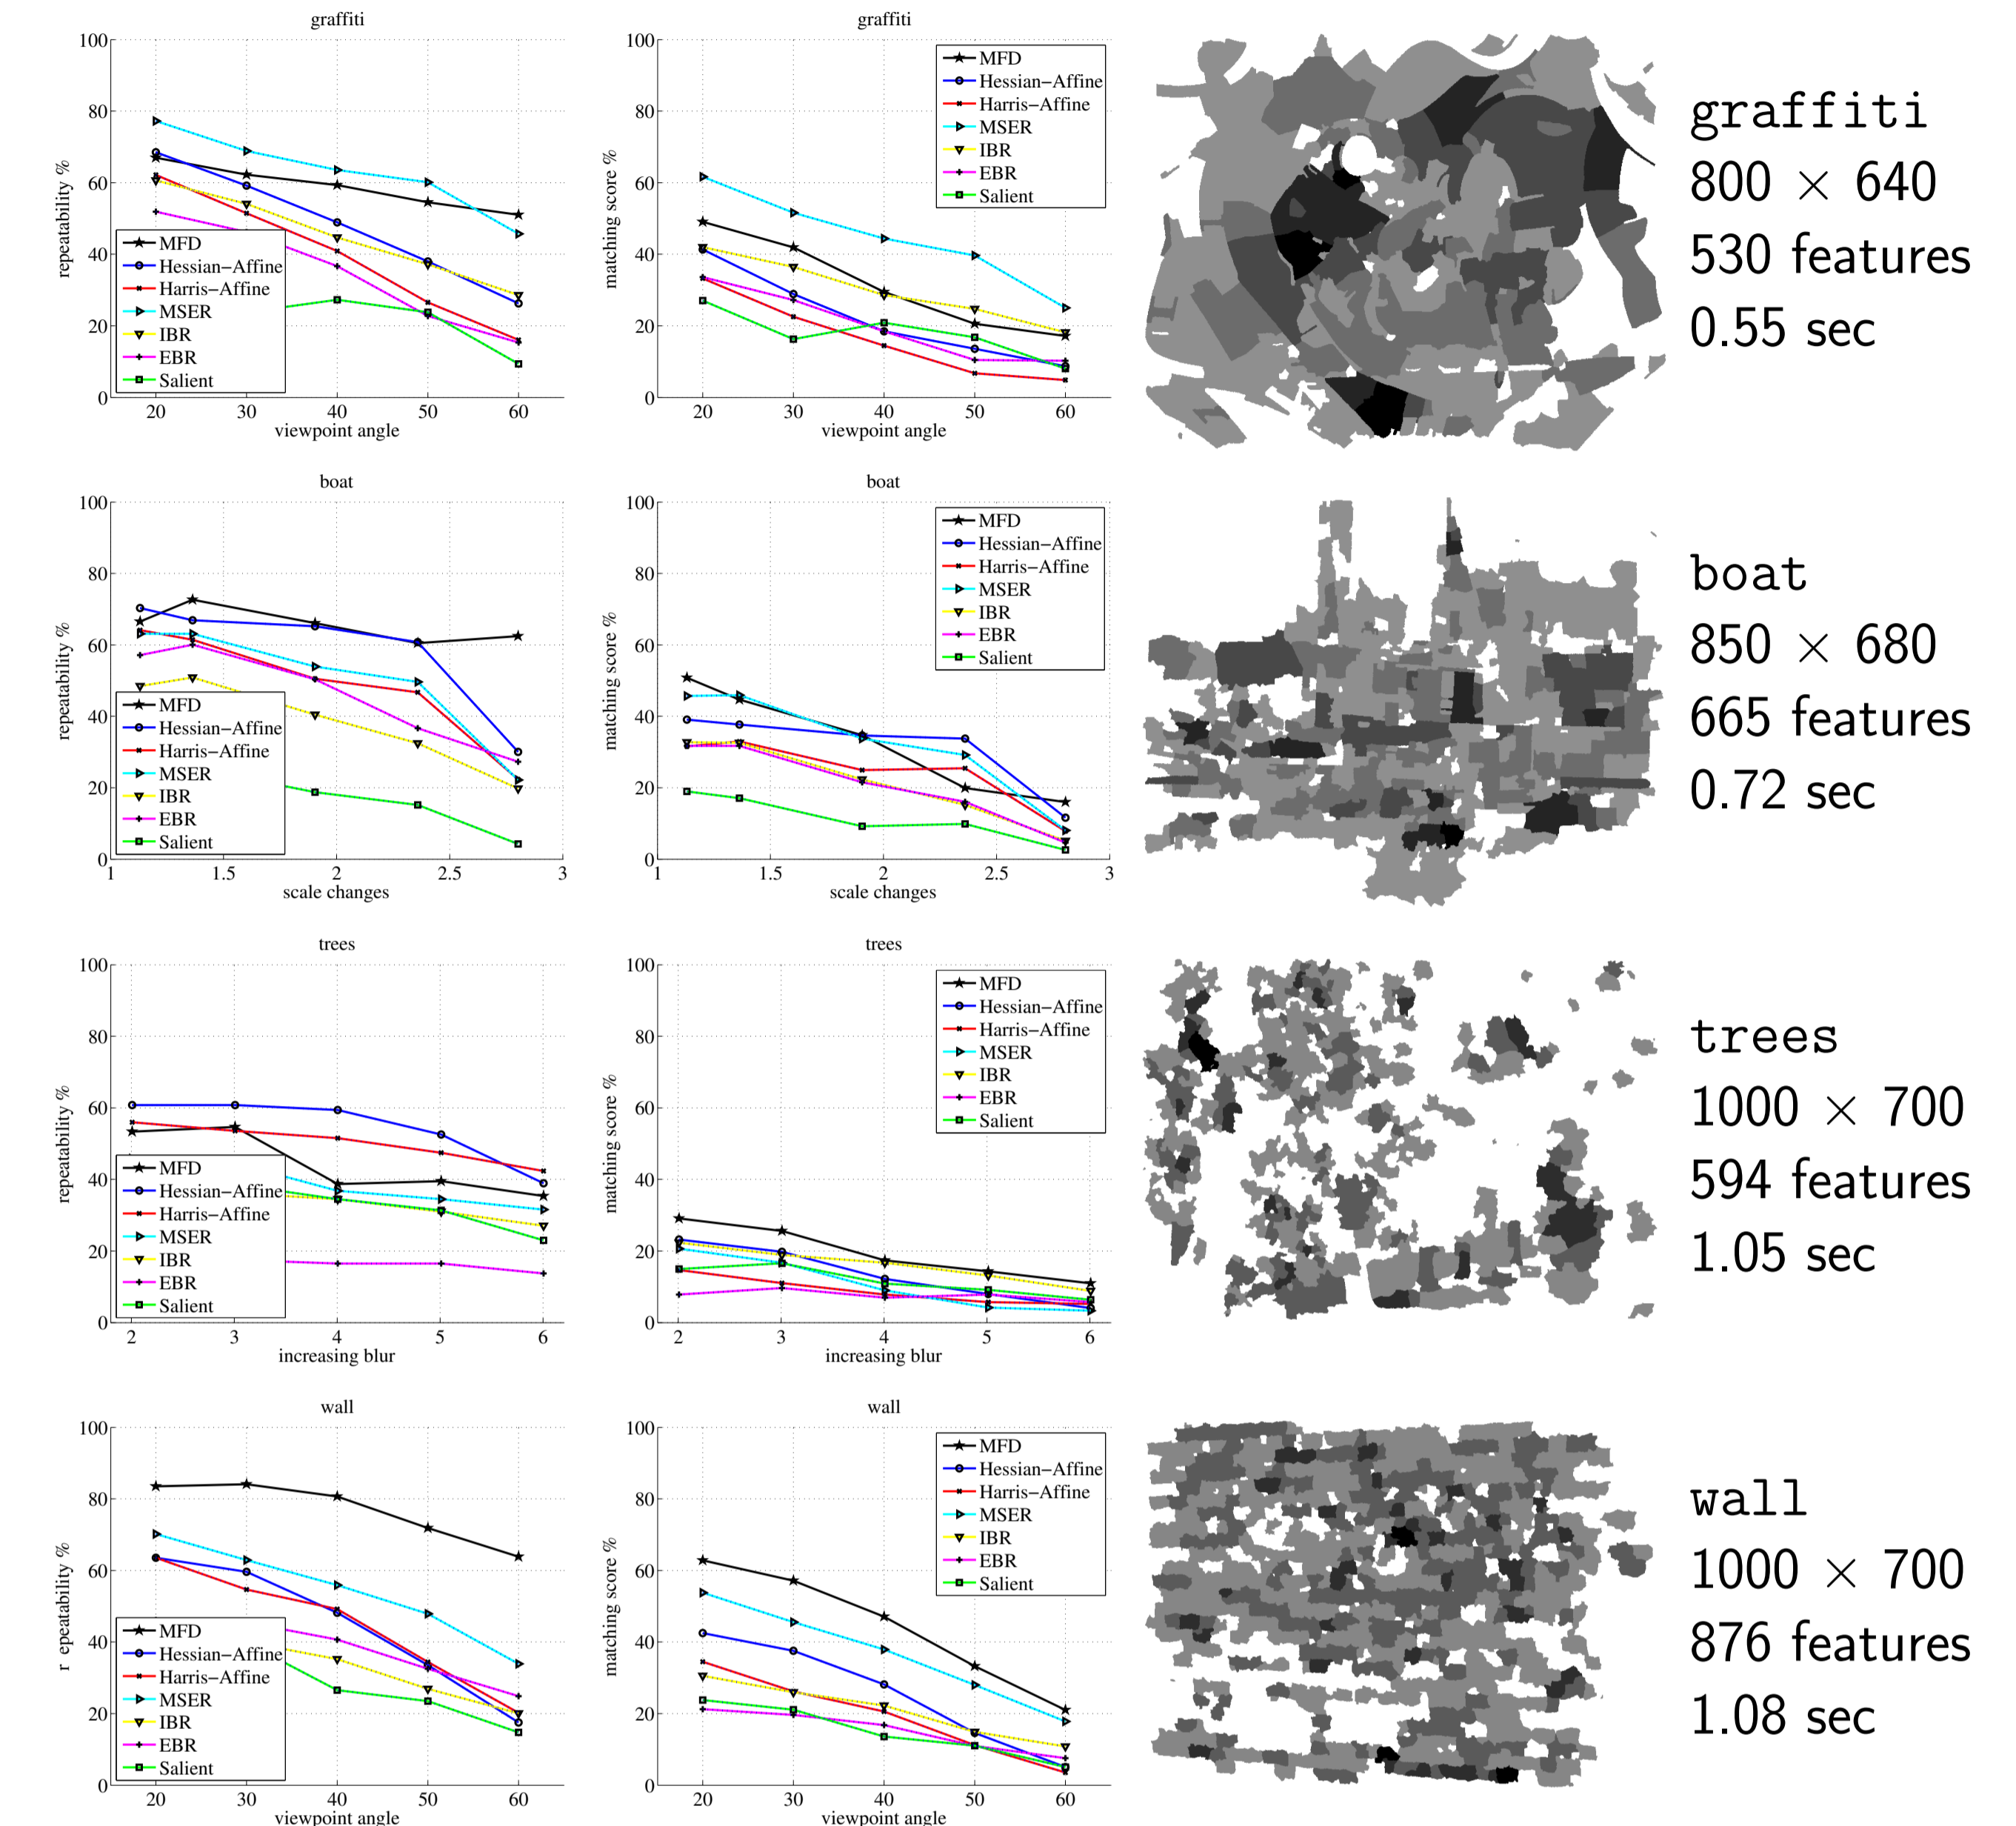 graffiti
100
80
60
40
20
0
repeatability %
MFD
Hessian−Affine
Harris−Affine
MSER
IBR
EBR
Salient
20 30 40 50 60
viewpoint angle
graffiti
100
80
60
40
20
0
matching score %
MFD
Hessian−Affine
Harris−Affine
MSER
IBR
EBR
Salient
20 30 40 50 60
viewpoint angle
graffiti
800 × 640
530 features
0.55 sec
boat
100
80
60
40
20
0
repeatability %
MFD
Hessian−Affine
Harris−Affine
MSER
IBR
EBR
Salient
1 1.5 2 2.5 3
scale changes
boat
100
80
60
40
20
0
matching score %
MFD
Hessian−Affine
Harris−Affine
MSER
IBR
EBR
Salient
1 1.5 2 2.5 3
scale changes
boat
850 × 680
665 features
0.72 sec
trees
100
80
60
40
20
0
repeatability %
MFD
Hessian−Affine
Harris−Affine
MSER
IBR
EBR
Salient
2 3 4 5 6
increasing blur
trees
100
80
60
40
20
0
matching score %
MFD
Hessian−Affine
Harris−Affine
MSER
IBR
EBR
Salient
2 3 4 5 6
increasing blur
trees
1000 × 700
594 features
1.05 sec
wall
100
80
60
40
20
0
r epeatability %
MFD
Hessian−Affine
Harris−Affine
MSER
IBR
EBR
Salient
20 30 40 50 60
viewpoint angle
wall
100
80
60
40
20
0
matching score %
MFD
Hessian−Affine
Harris−Affine
MSER
IBR
EBR
Salient
20 30 40 50 60
viewpoint angle
wall
1000 × 700
876 features
1.08 sec